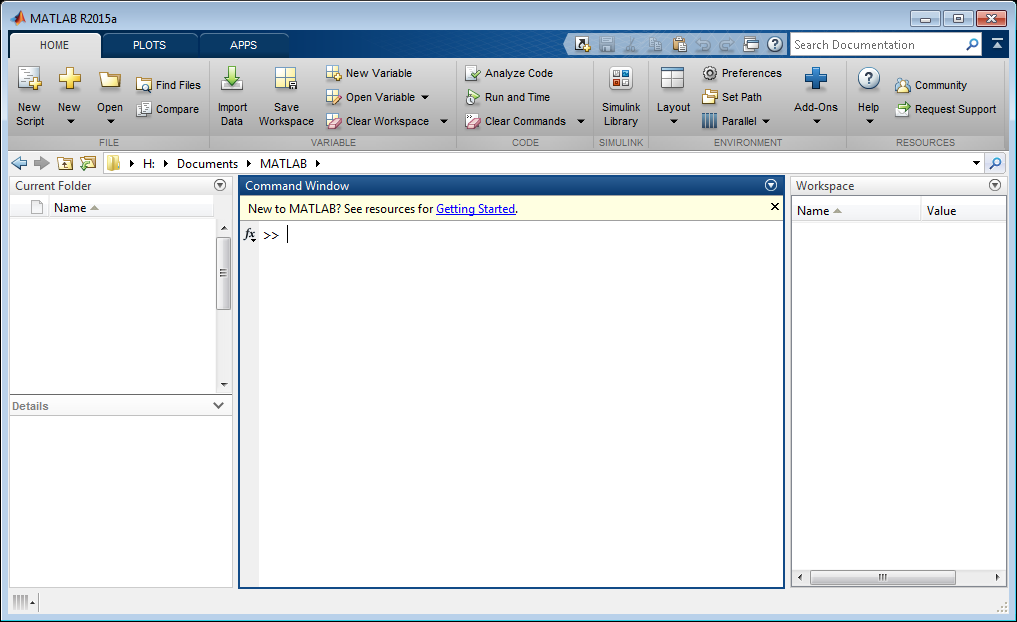 MATLAB R2015a
HOME PLOTS APPS
Search Documentation
New Script
New
Open
Find Files
Compare
FILE
Import Data
Save Workspace
New Variable
Open Variable
Clear Workspace
VARIABLE
Analyze Code
Run and Time
Clear Commands
CODE
Simulink Library
SIMULINK
Layout
Preferences
Set Path
Parallel
Add-Ons
ENVIRONMENT
Help
Community
Request Support
RESOURCES
H: Documents MATLAB
Current Folder
Name
Details
Command Window
New to MATLAB? See resources for Getting Started.
fx >>
Workspace
Name Value